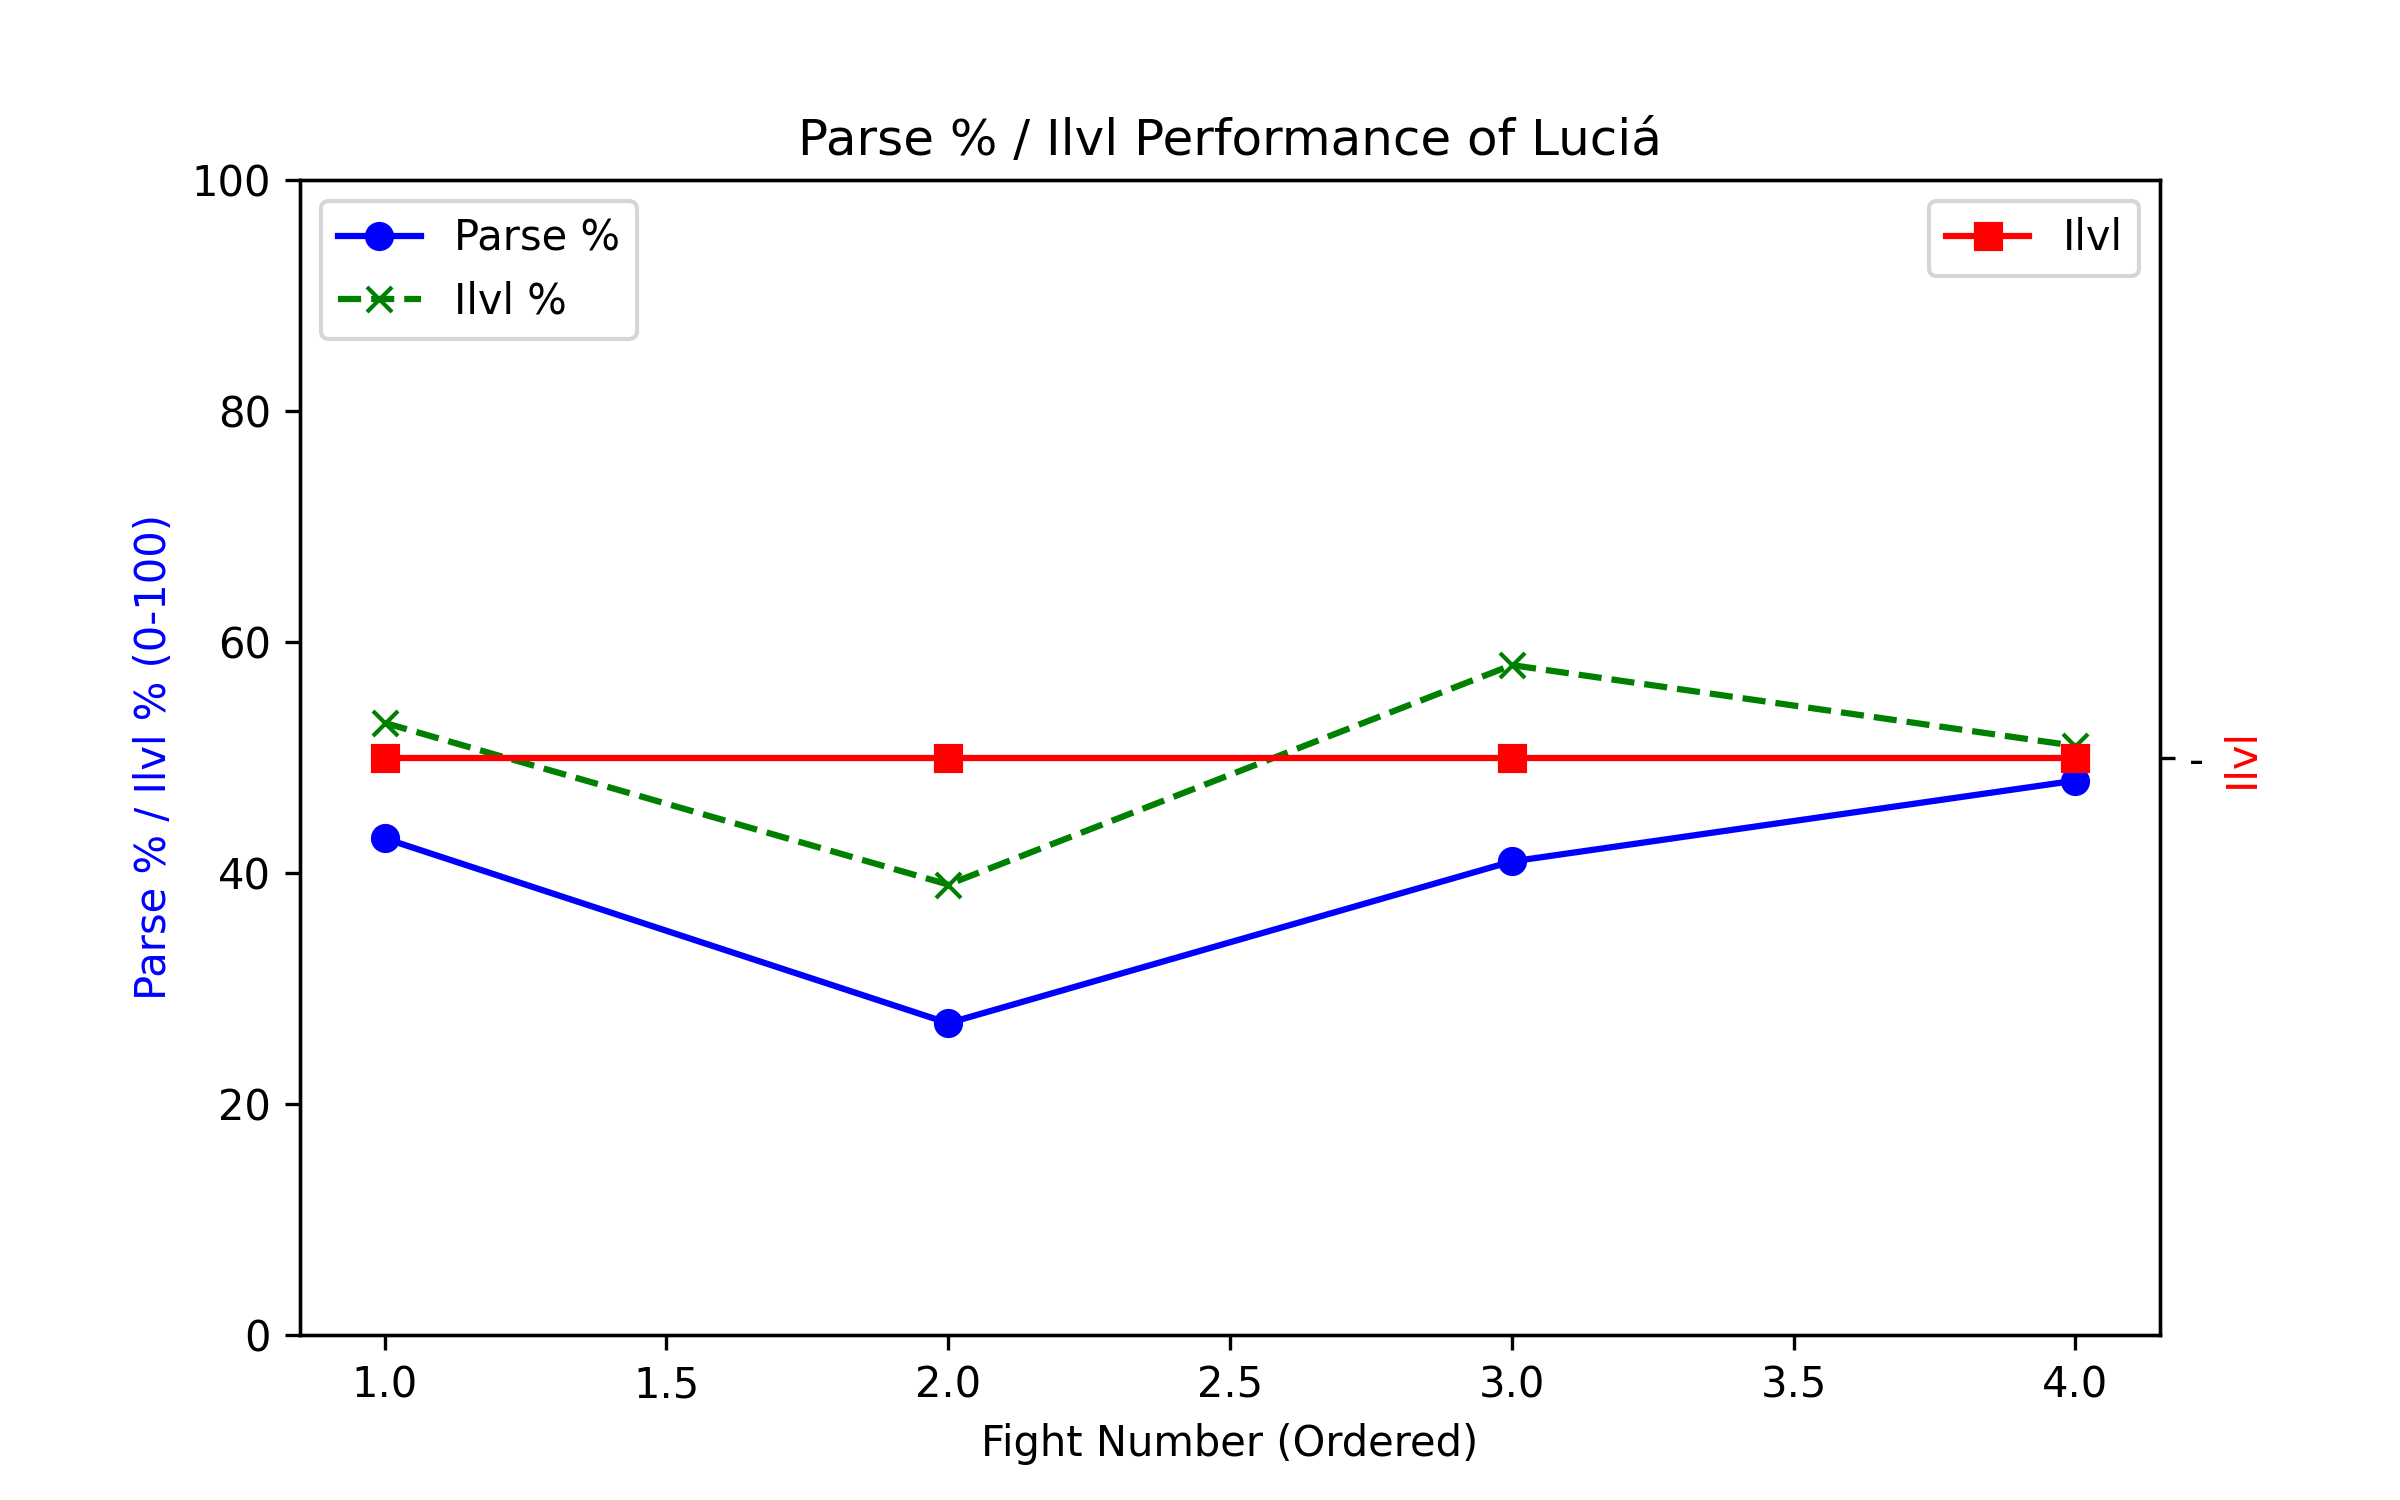 Parse % / Ilvl Performance of Luciá
Parse %
Ilvl %
Ilvl
100
80
60
40
20
0
Parse % / Ilvl % (0-100)
-
Ilvl
1.0 1.5 2.0 2.5 3.0 3.5 4.0
Fight Number (Ordered)